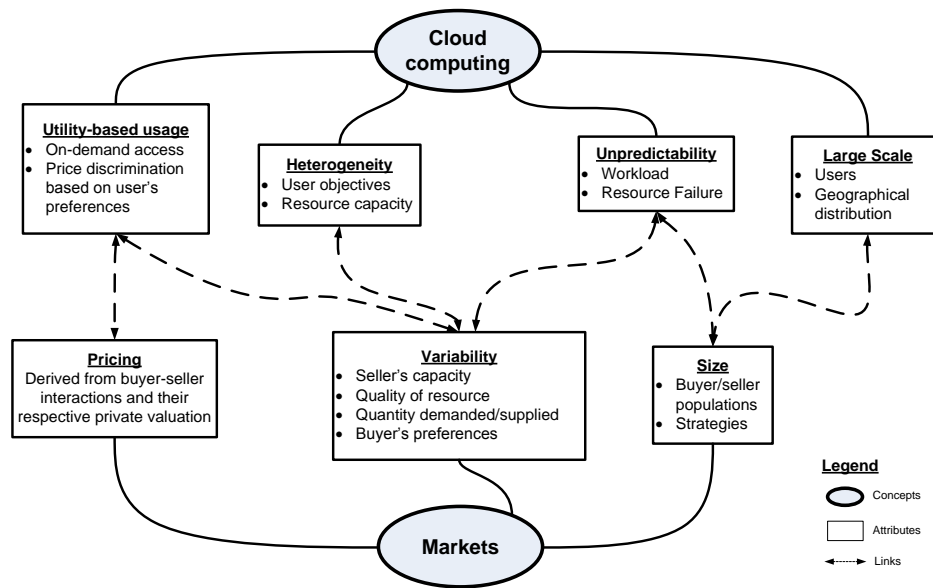 Cloud
computing
Utility-based usage
• On-demand access
• Price discrimination
based on user's
preferences
Heterogeneity
• User objectives
• Resource capacity
Unpredictability
• Workload
• Resource Failure
Large Scale
• Users
• Geographical
distribution
Pricing
Derived from buyer-seller
interactions and their
respective private valuation
Variability
• Seller's capacity
• Quality of resource
• Quantity demanded/supplied
• Buyer's preferences
Size
• Buyer/seller
populations
• Strategies
Markets
Legend
Concepts
Attributes
Links